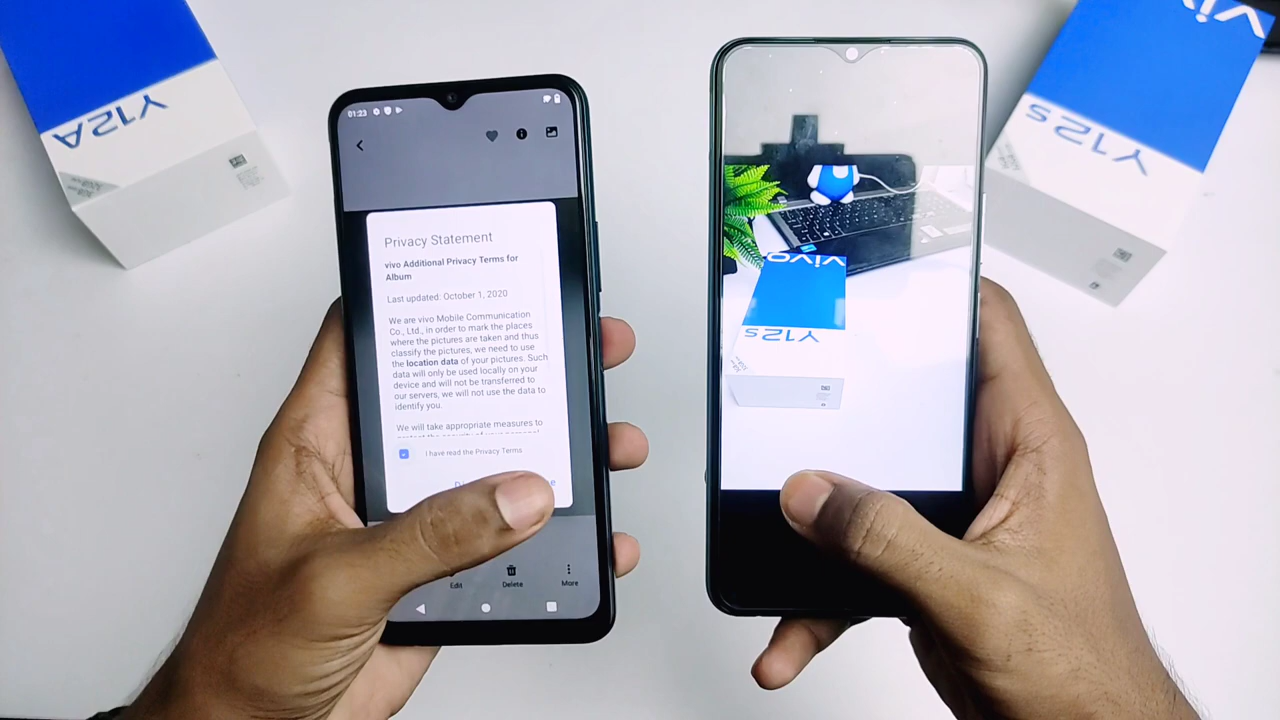 Y12A
01:23
Privacy Statement
vivo Additional Privacy Terms for
Album
Last updated: October 1, 2020
We are vivo Mobile Communication
Co., Ltd., in order to mark the places
where the pictures are taken and thus
classify the pictures, we need to use
the location data of your pictures. Such
data will only be used locally on your
device and will not be transferred to
our servers, we will not use the data to
identify you.
We will take appropriate measures to
I have read the Privacy Terms
Edit
Delete
More
vivo
Y12s
vivo
Y12s